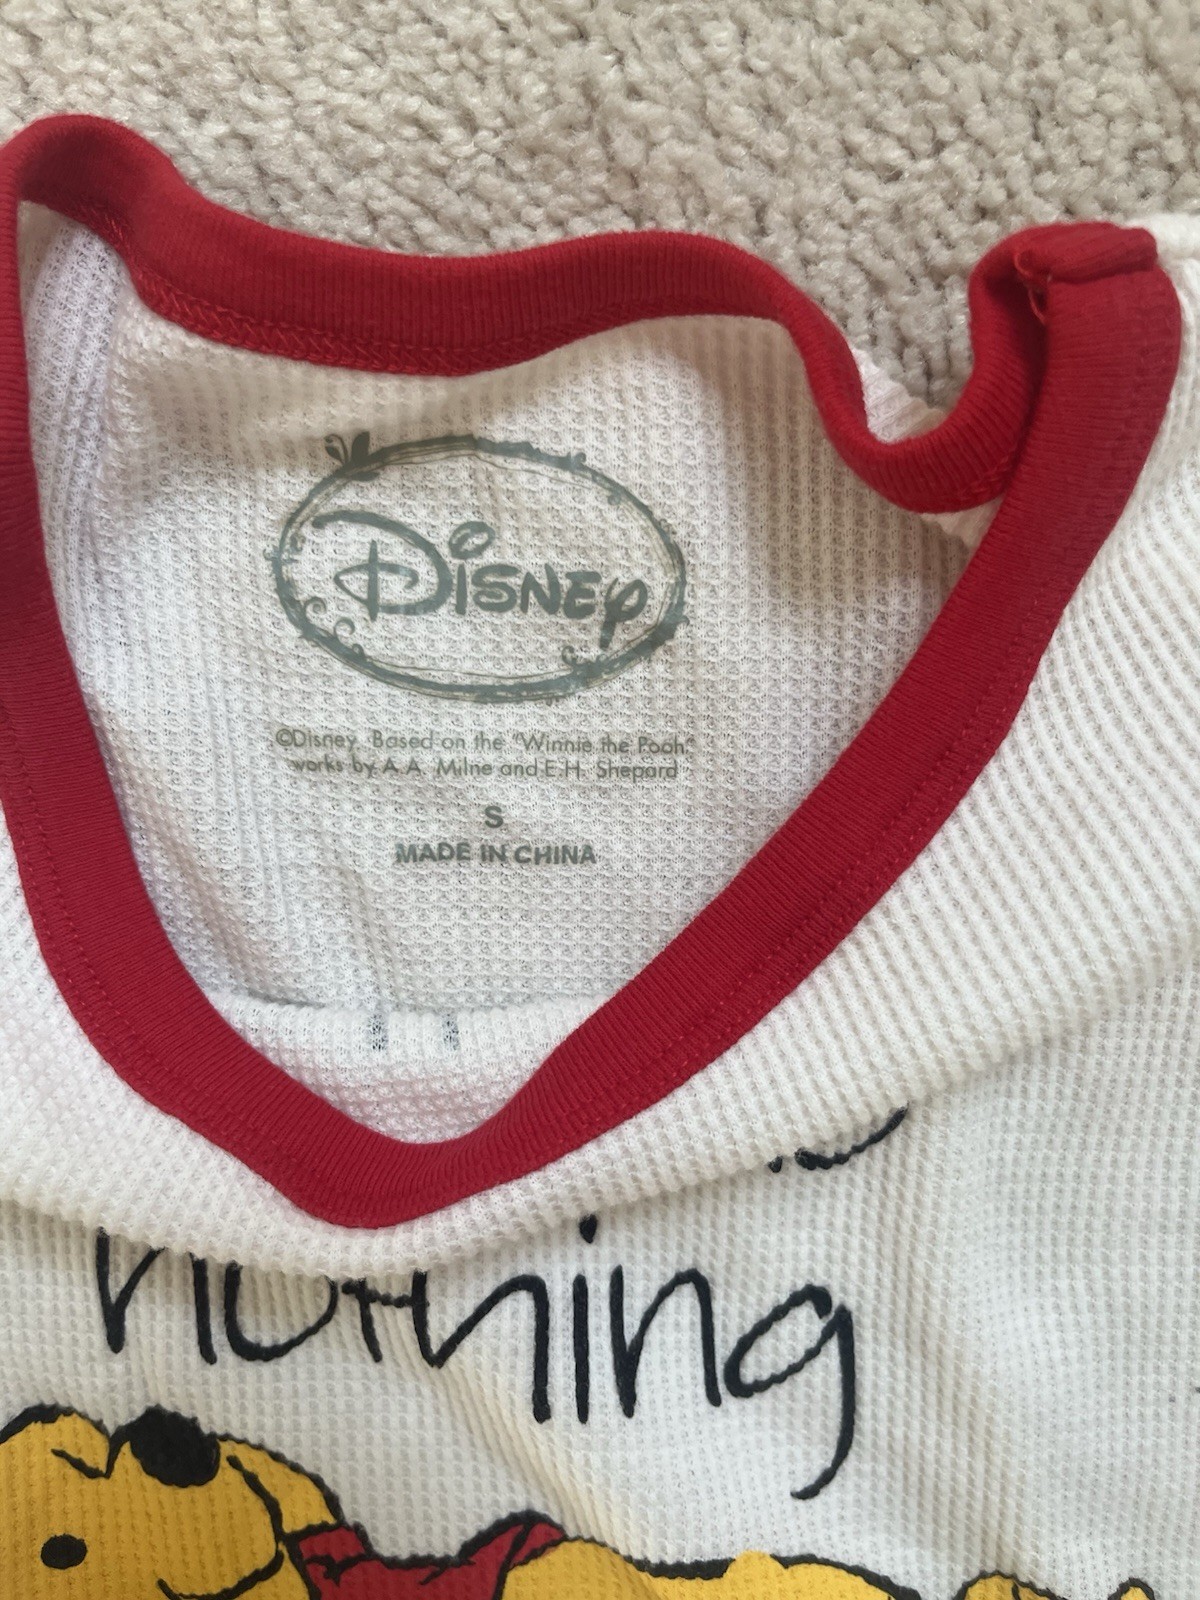 Disney
©Disney. Based on the "Winnie the Pooh"
works by A.A. Milne and E.H. Shepard
S
MADE IN CHINA
nothing